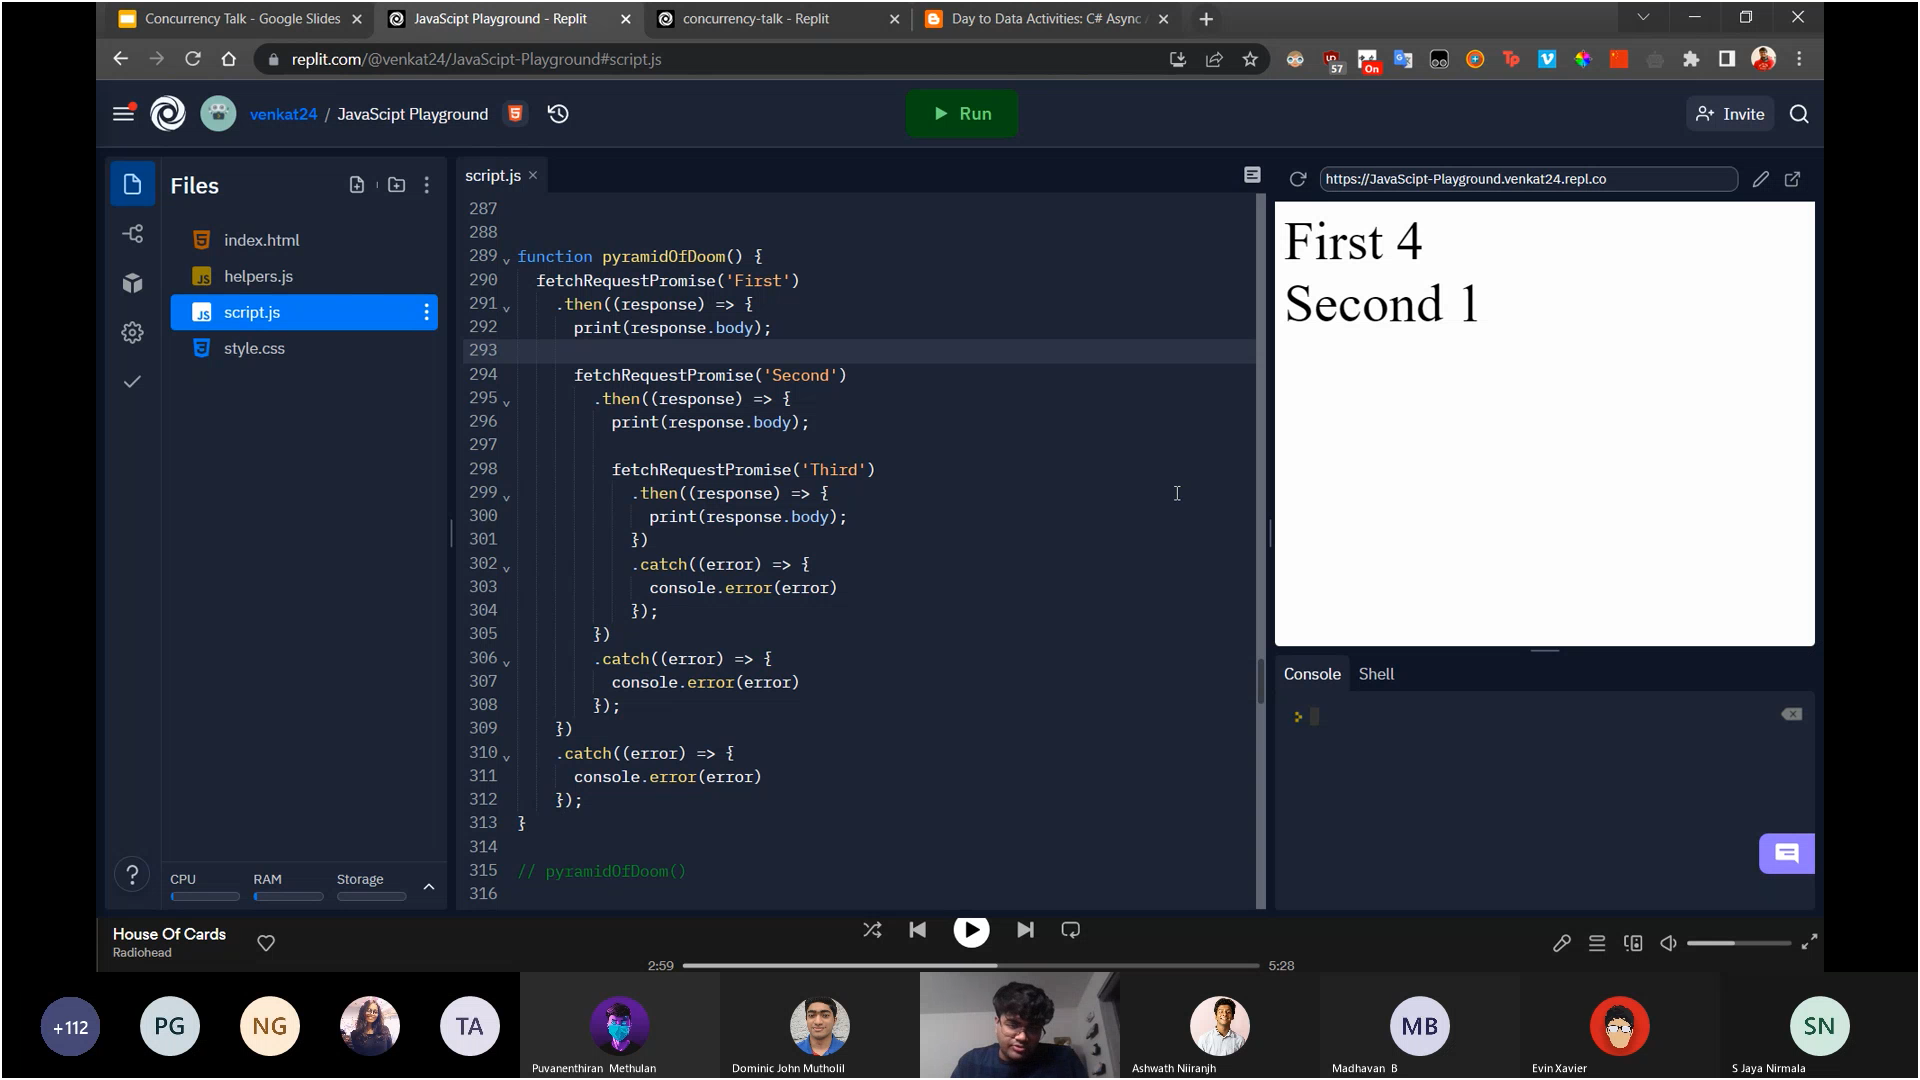 Concurrency Talk - Google Slides
JavaScipt Playground - Replit
concurrency-talk - Replit
Day to Data Activities: C# Async
replit.com/@venkat24/JavaScipt-Playground#script.js
57
On
Tp
venkat24 / JavaScipt Playground
Run
Invite
Files
index.html
helpers.js
script.js
style.css
CPU
RAM
Storage
script.js
287
288
289 function pyramidOfDoom() {
290 fetchRequestPromise('First')
291 .then((response) => {
292 print(response.body);
293
294 fetchRequestPromise('Second')
295 .then((response) => {
296 print(response.body);
297
298 fetchRequestPromise('Third')
299 .then((response) => {
300 print(response.body);
301 })
302 .catch((error) => {
303 console.error(error)
304 });
305 })
306 .catch((error) => {
307 console.error(error)
308 });
309 })
310 .catch((error) => {
311 console.error(error)
312 });
313 }
314
315 // pyramidOfDoom()
316
https://JavaScipt-Playground.venkat24.repl.co
First 4
Second 1
Console
Shell
House Of Cards
Radiohead
2:59
5:28
+112
PG
NG
TA
Puvanenthiran Methulan
Dominic John Mutholil
Ashwath Niiranjh
MB
Madhavan B
Evin Xavier
SN
S Jaya Nirmala